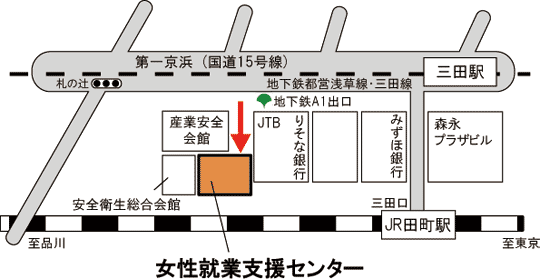 第一京浜（国道15号線）
三田駅
札の辻
地下鉄都営浅草線・三田線
地下鉄A1出口
産業安全
会館
JTB
りそな銀行
みずほ銀行
森永
プラザビル
安全衛生総合会館
三田口
JR田町駅
至品川
至東京
女性就業支援センター